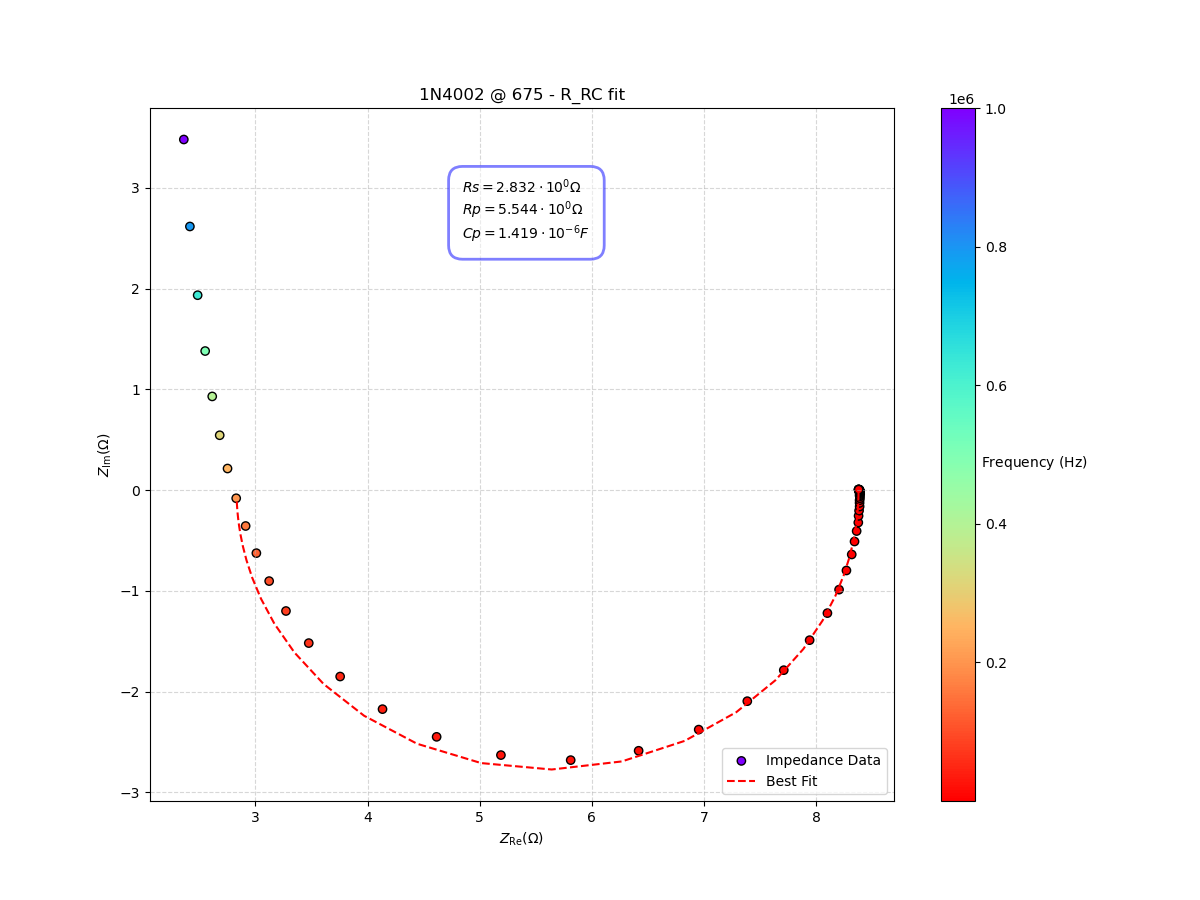 1N4002 @ 675 - R_RC fit
1e6
1.0
0.8
0.6
Frequency (Hz)
0.4
0.2
Rs = 2.832 · 10⁰Ω
Rp = 5.544 · 10⁰Ω
Cp = 1.419 · 10⁻⁶F
Z_Im(Ω)
3
2
1
0
−1
−2
−3
Impedance Data
Best Fit
3 4 5 6 7 8
Z_Re(Ω)